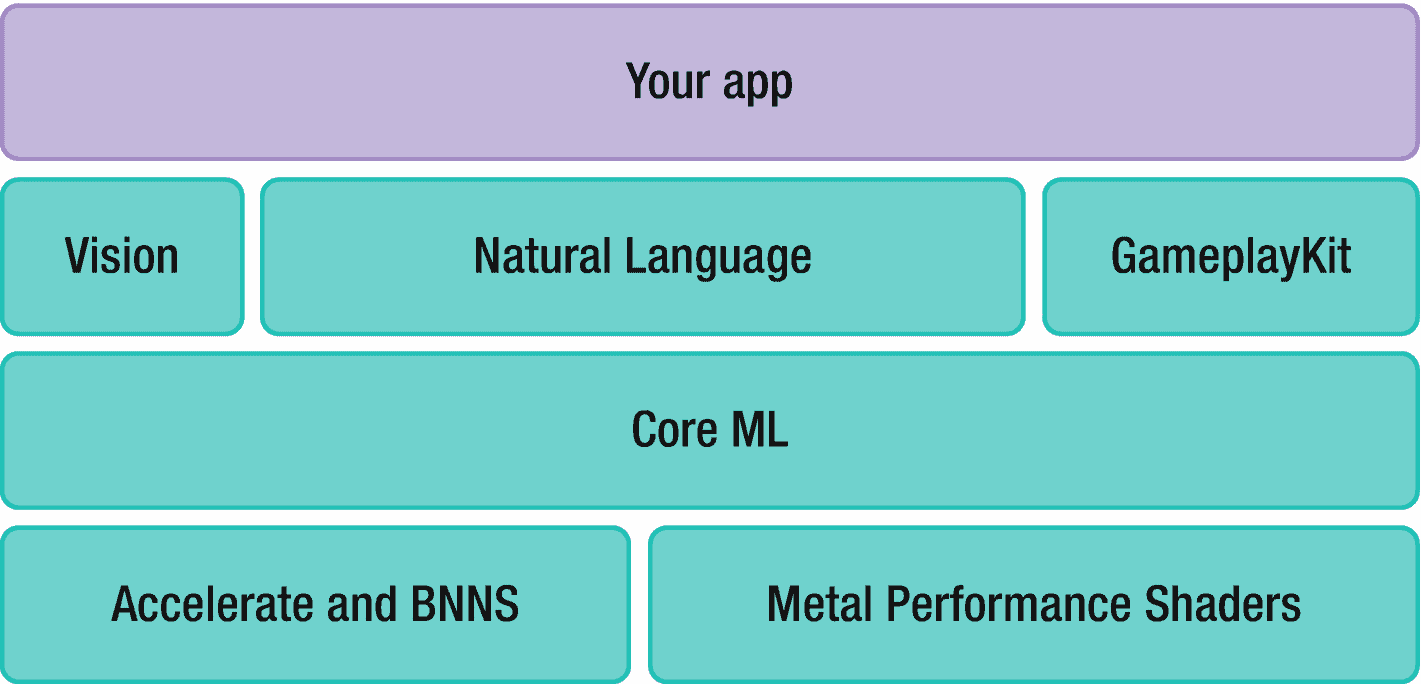 Your app
Vision
Natural Language
GameplayKit
Core ML
Accelerate and BNNS
Metal Performance Shaders